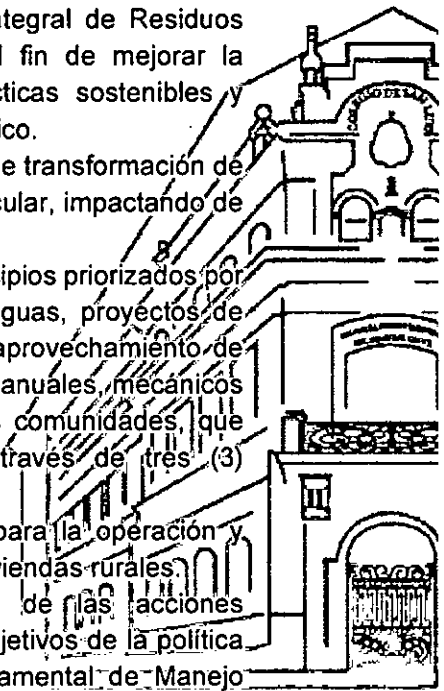 tegral de Residuos
fin de mejorar la
cticas sostenibles y
ico.
e transformación de
cular, impactando de
cipios priorizados por
guas, proyectos de
aprovechamiento de
anuales, mecánicos
comunidades, que
través de tres (3)
para la operación y
viendas rurales.
de las acciones
jetivos de la política
amental de Manejo